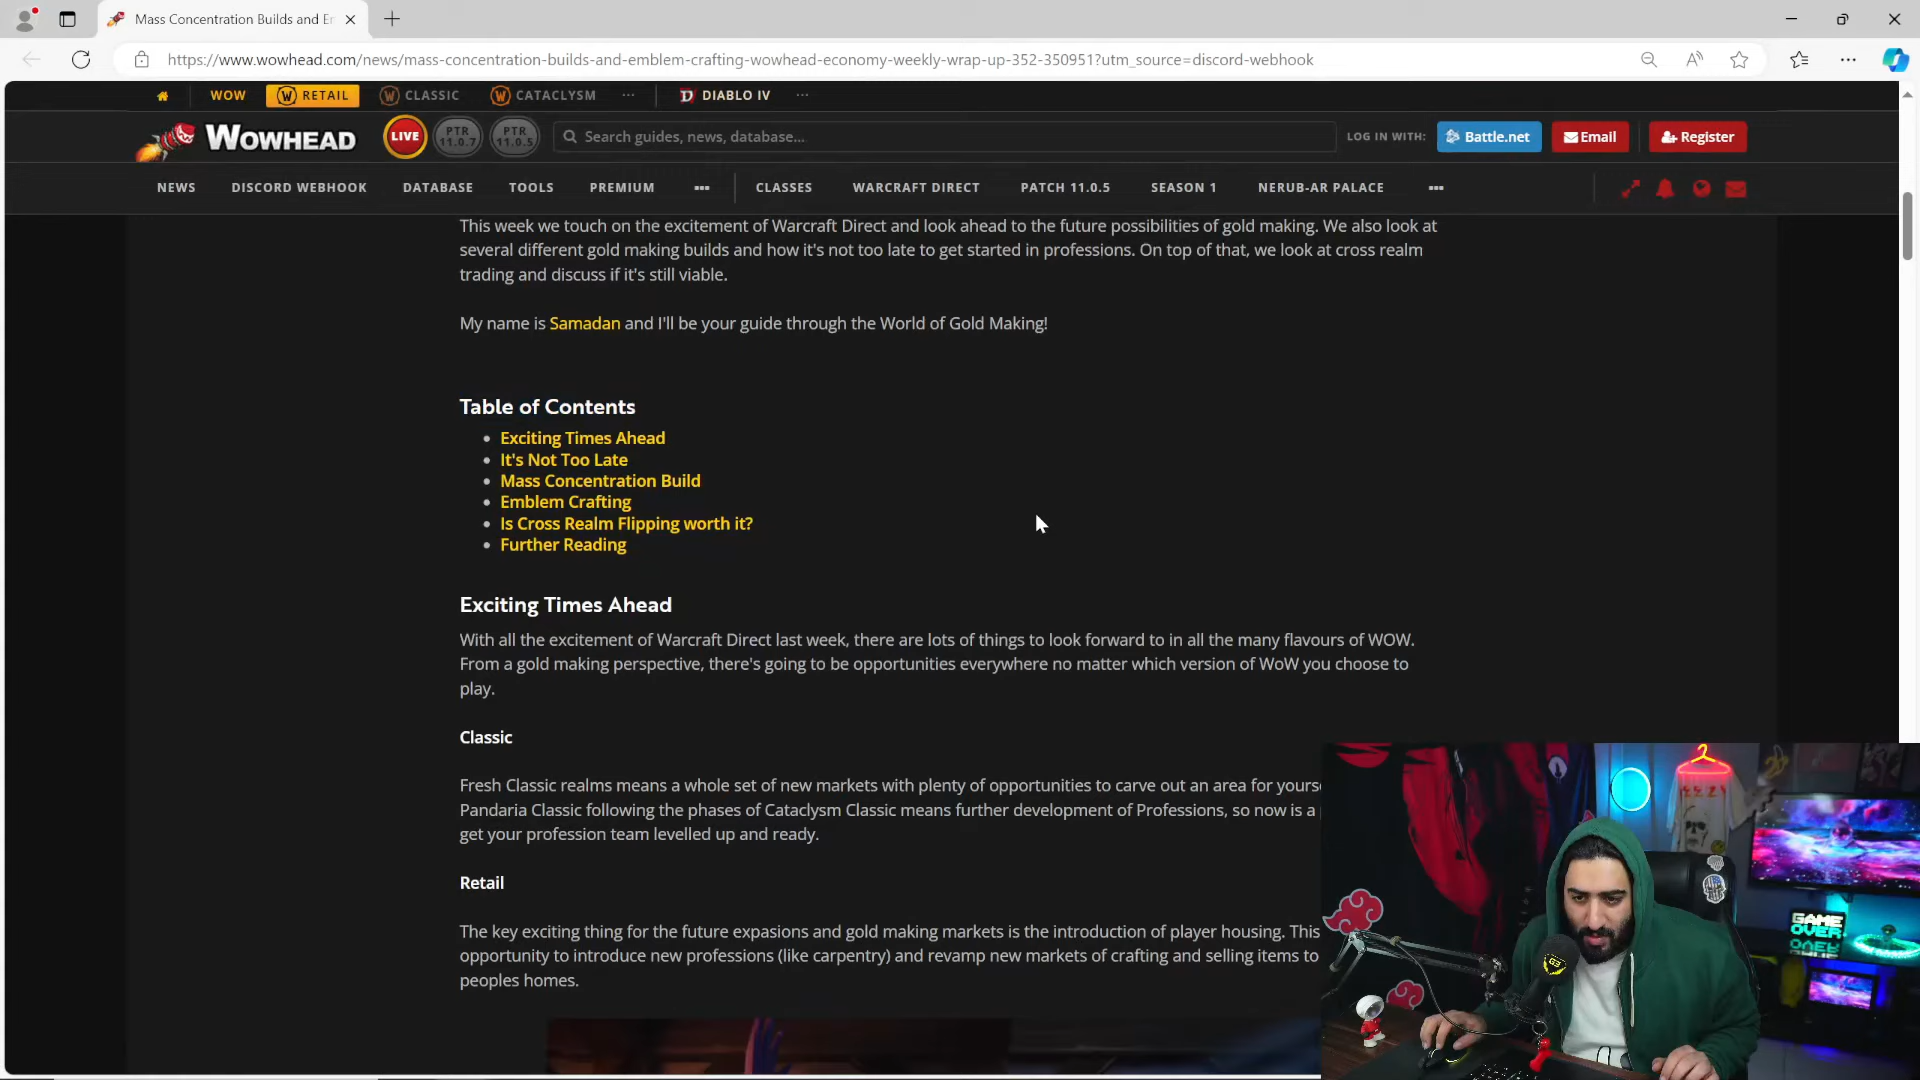 Mass Concentration Builds and Er
https://www.wowhead.com/news/mass-concentration-builds-and-emblem-crafting-wowhead-economy-weekly-wrap-up-352-350951?utm_source=discord-webhook
WOW RETAIL CLASSIC CATACLYSM ... DIABLO IV ...
WOWHEAD LIVE PTR 11.0.7 PTR 11.0.5 Search guides, news, database... LOG IN WITH: Battle.net Email Register
NEWS DISCORD WEBHOOK DATABASE TOOLS PREMIUM ... CLASSES WARCRAFT DIRECT PATCH 11.0.5 SEASON 1 NERUB-AR PALACE ...
This week we touch on the excitement of Warcraft Direct and look ahead to the future possibilities of gold making. We also look at
several different gold making builds and how it's not too late to get started in professions. On top of that, we look at cross realm
trading and discuss if it's still viable.
My name is Samadan and I'll be your guide through the World of Gold Making!
Table of Contents
• Exciting Times Ahead
• It's Not Too Late
• Mass Concentration Build
• Emblem Crafting
• Is Cross Realm Flipping worth it?
• Further Reading
Exciting Times Ahead
With all the excitement of Warcraft Direct last week, there are lots of things to look forward to in all the many flavours of WOW.
From a gold making perspective, there's going to be opportunities everywhere no matter which version of WoW you choose to
play.
Classic
Fresh Classic realms means a whole set of new markets with plenty of opportunities to carve out an area for yours
Pandaria Classic following the phases of Cataclysm Classic means further development of Professions, so now is a
get your profession team levelled up and ready.
Retail
The key exciting thing for the future expasions and gold making markets is the introduction of player housing. This
opportunity to introduce new professions (like carpentry) and revamp new markets of crafting and selling items to
peoples homes.
GAME
OVER